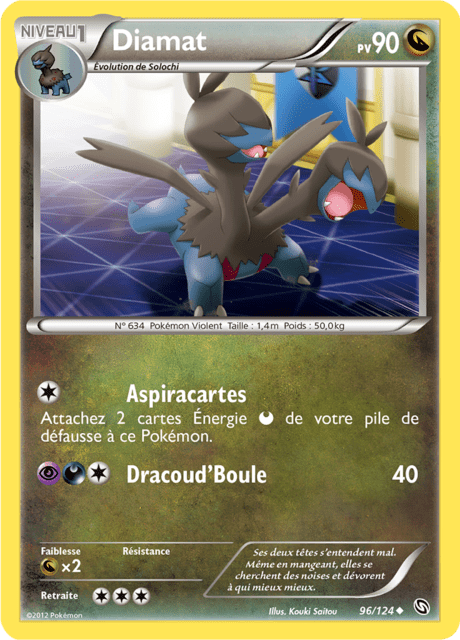 NIVEAU 1
Diamat
PV 90
Évolution de Solochi
N° 634 Pokémon Violent Taille : 1,4m Poids : 50,0kg
Aspiracartes
Attachez 2 cartes Énergie de votre pile de
défausse à ce Pokémon.
Dracoud'Boule 40
Faiblesse Résistance
×2
Retraite
Ses deux têtes s'entendent mal.
Même en mangeant, elles se
cherchent des noises et dévorent
à qui mieux mieux.
©2012 Pokémon
Illus. Kouki Saitou
96/124